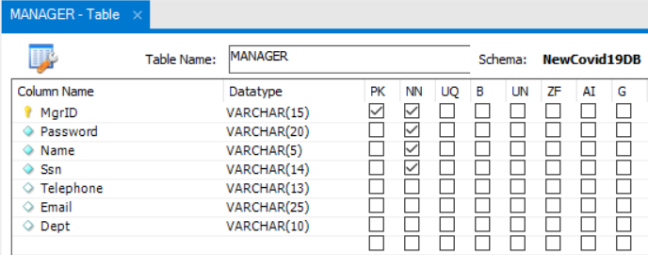 MANAGER - Table ×
Table Name: MANAGER Schema: NewCovid19DB
Column Name Datatype PK NN UQ B UN ZF AI G
MgrID VARCHAR(15)
Password VARCHAR(20)
Name VARCHAR(5)
Ssn VARCHAR(14)
Telephone VARCHAR(13)
Email VARCHAR(25)
Dept VARCHAR(10)